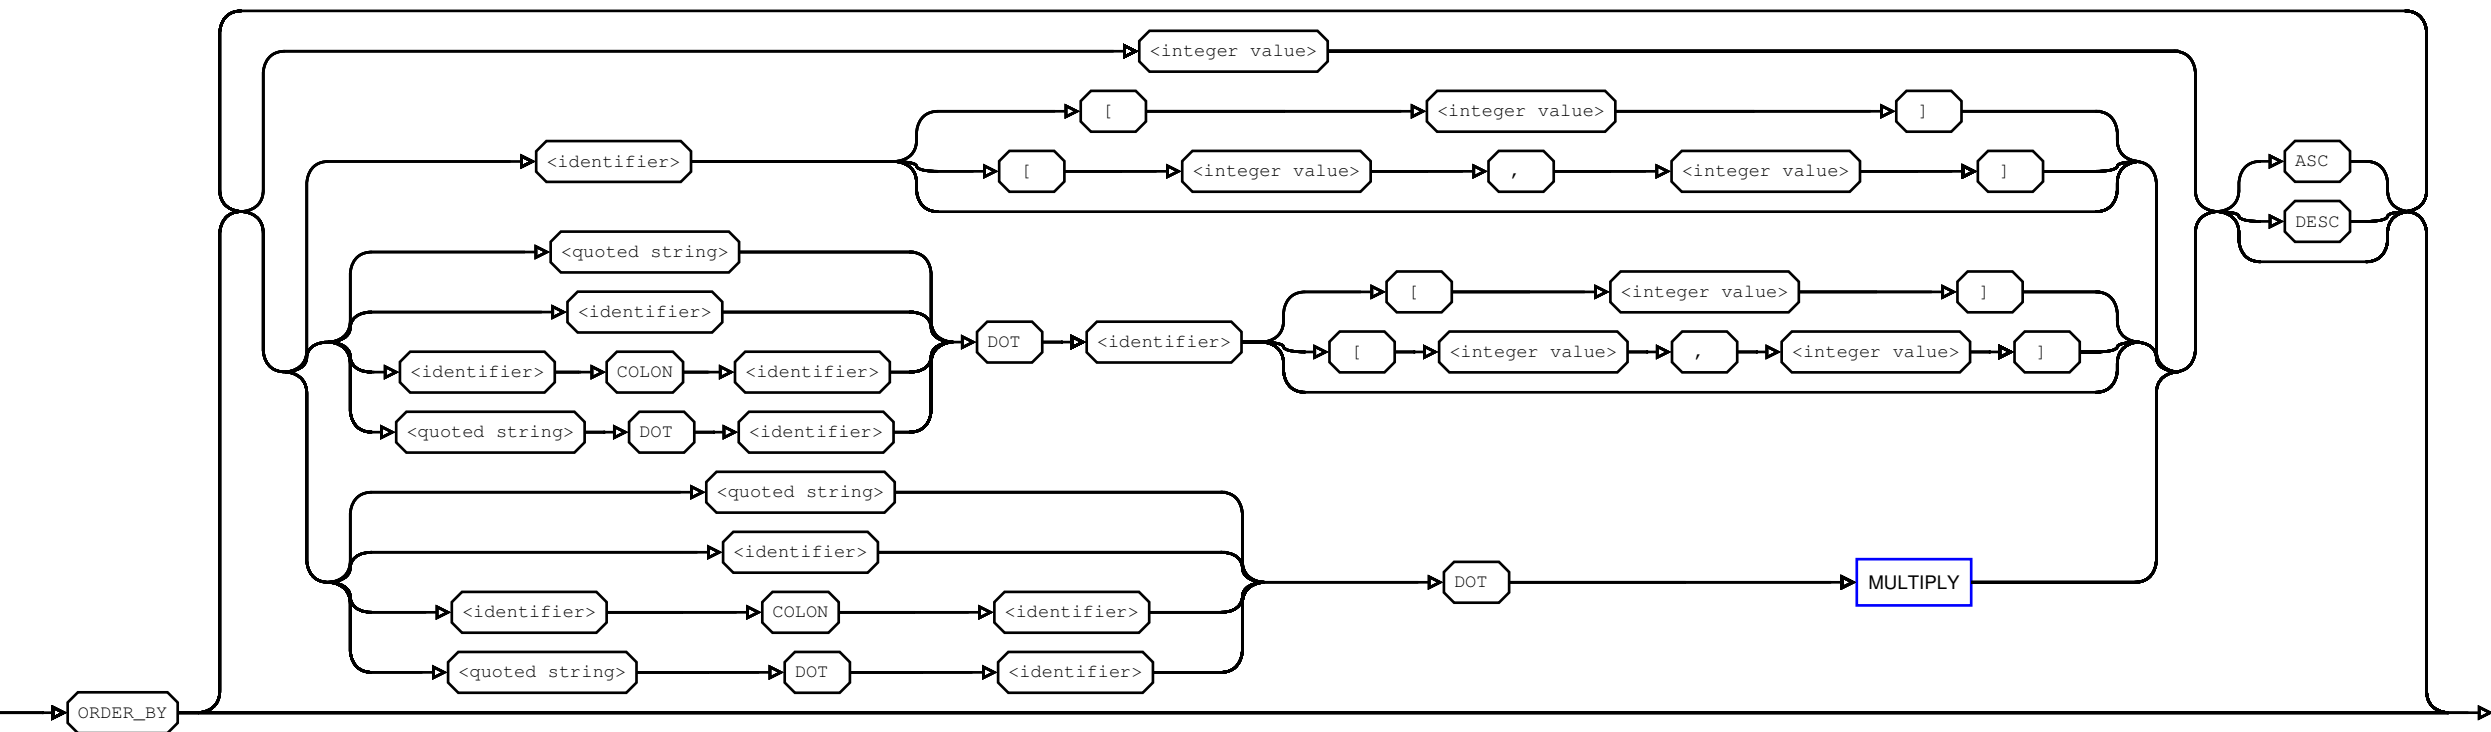 <integer value>
[ <integer value> ]
<identifier>
[ <integer value> , <integer value> ]
ASC
DESC
<quoted string>
[ <integer value> ]
<identifier>
DOT <identifier>
[ <integer value> , <integer value> ]
<identifier> COLON <identifier>
<quoted string> DOT <identifier>
<quoted string>
<identifier>
DOT MULTIPLY
<identifier> COLON <identifier>
<quoted string> DOT <identifier>
ORDER_BY